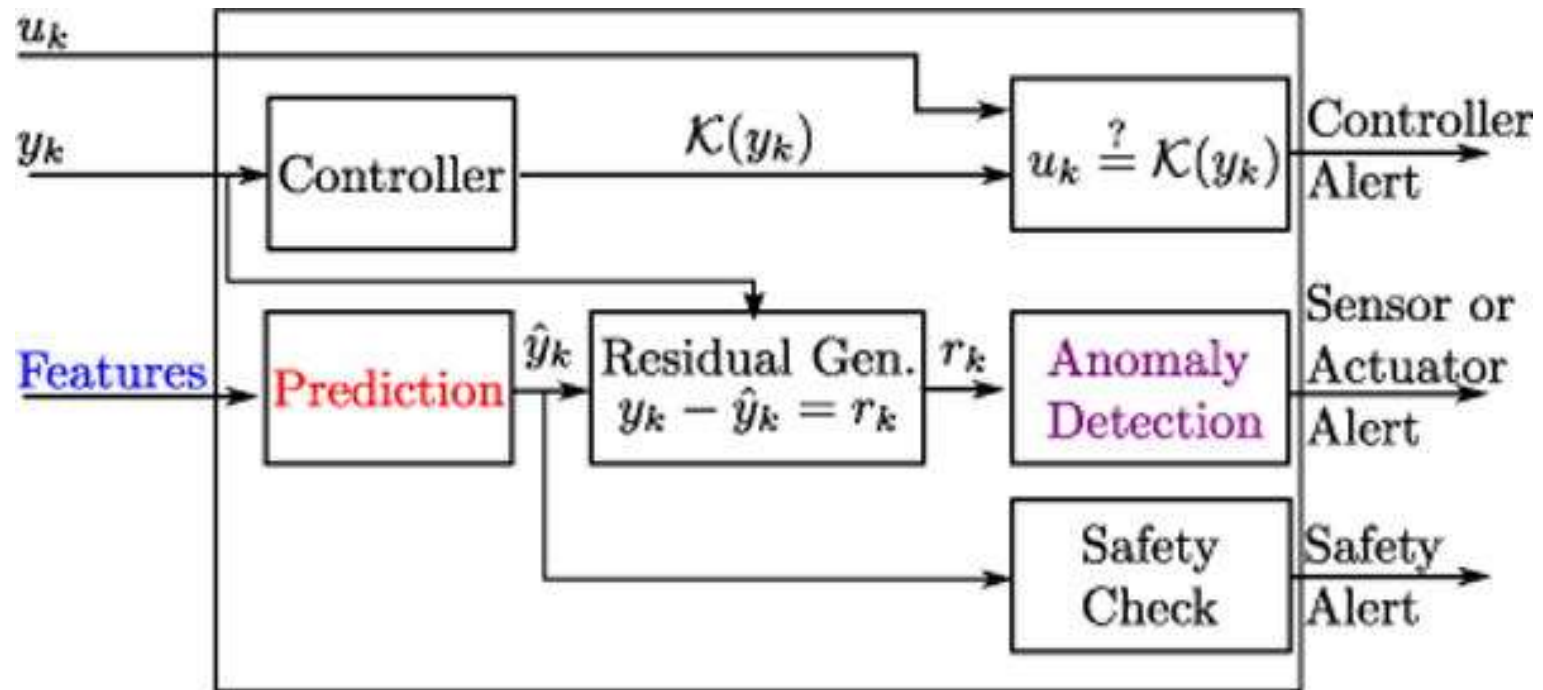 u_k
y_k
Controller
𝒦(y_k)
u_k ≟ 𝒦(y_k)
Controller
Alert
Features
Prediction
ŷ_k
Residual Gen.
y_k − ŷ_k = r_k
r_k
Anomaly
Detection
Sensor or
Actuator
Alert
Safety
Check
Safety
Alert